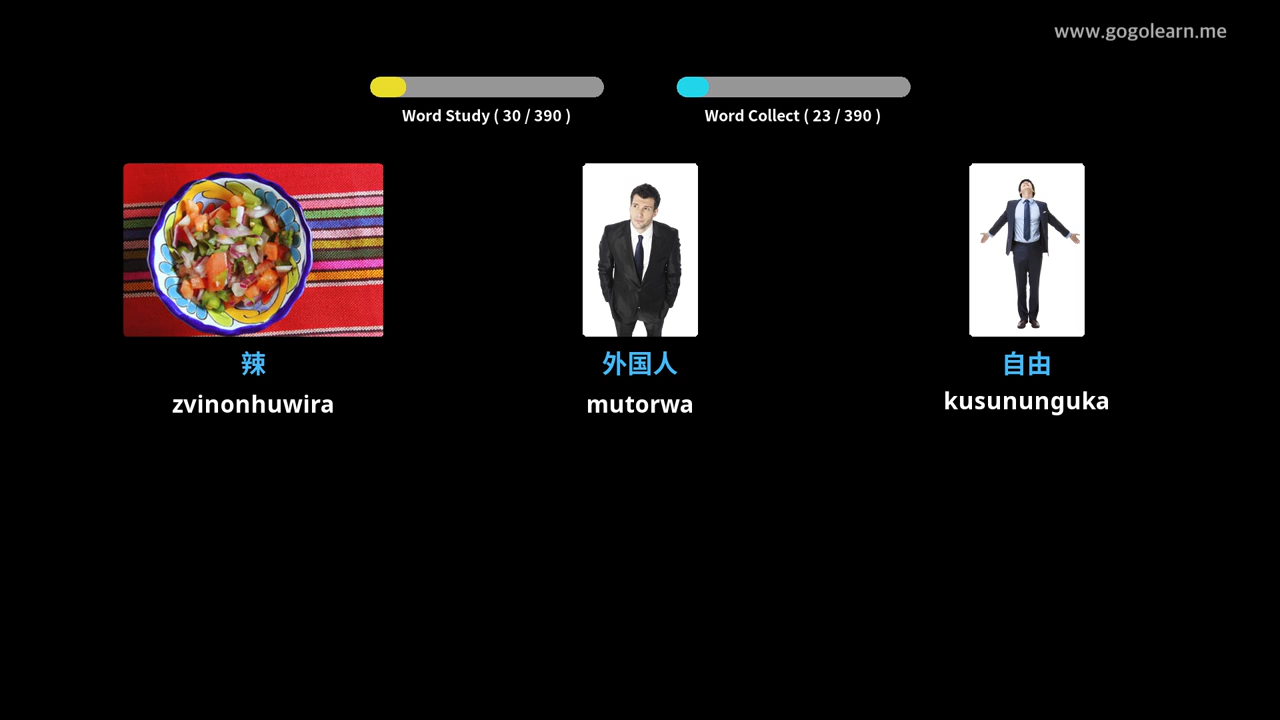 www.gogolearn.me
Word Study ( 30 / 390 )
Word Collect ( 23 / 390 )
辣
外国人
自由
zvinonhuwira
mutorwa
kusununguka